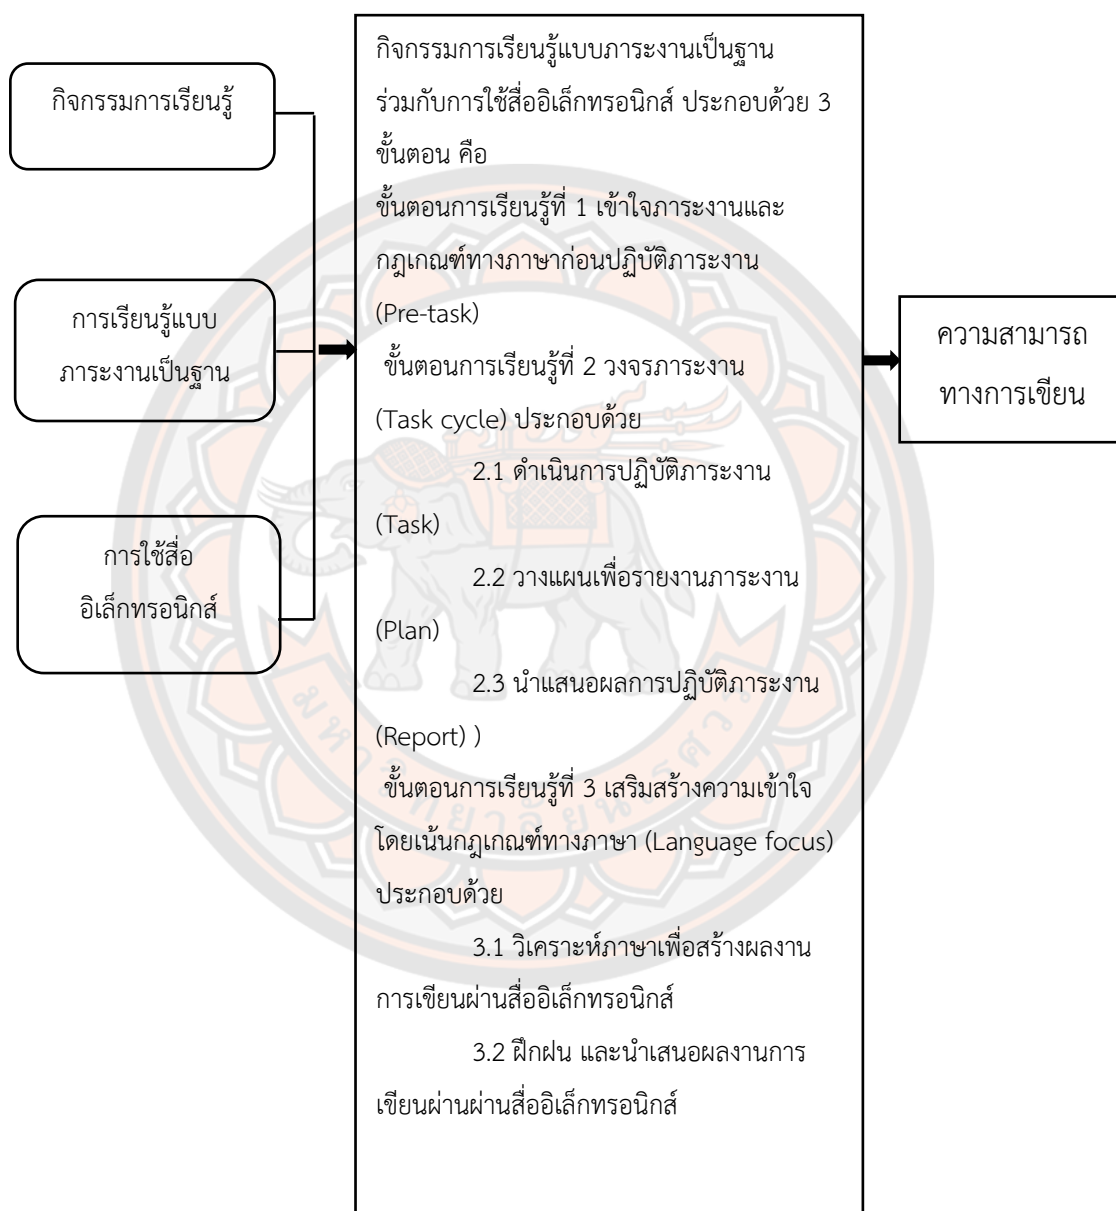 กิจกรรมการเรียนรู้
การเรียนรู้แบบ
ภาระงานเป็นฐาน
การใช้สื่อ
อิเล็กทรอนิกส์
กิจกรรมการเรียนรู้แบบภาระงานเป็นฐาน
ร่วมกับการใช้สื่ออิเล็กทรอนิกส์ ประกอบด้วย 3
ขั้นตอน คือ
ขั้นตอนการเรียนรู้ที่ 1 เข้าใจภาระงานและ
กฎเกณฑ์ทางภาษาก่อนปฏิบัติภาระงาน
(Pre-task)
ขั้นตอนการเรียนรู้ที่ 2 วงจรภาระงาน
(Task cycle) ประกอบด้วย
2.1 ดำเนินการปฏิบัติภาระงาน
(Task)
2.2 วางแผนเพื่อรายงานภาระงาน
(Plan)
2.3 นำแสนอผลการปฏิบัติภาระงาน
(Report) )
ขั้นตอนการเรียนรู้ที่ 3 เสริมสร้างความเข้าใจ
โดยเน้นกฎเกณฑ์ทางภาษา (Language focus)
ประกอบด้วย
3.1 วิเคราะห์ภาษาเพื่อสร้างผลงาน
การเขียนผ่านสื่ออิเล็กทรอนิกส์
3.2 ฝึกฝน และนำเสนอผลงานการ
เขียนผ่านผ่านสื่ออิเล็กทรอนิกส์
ความสามารถ
ทางการเขียน
มหาวิทยาลัยนเรศวร